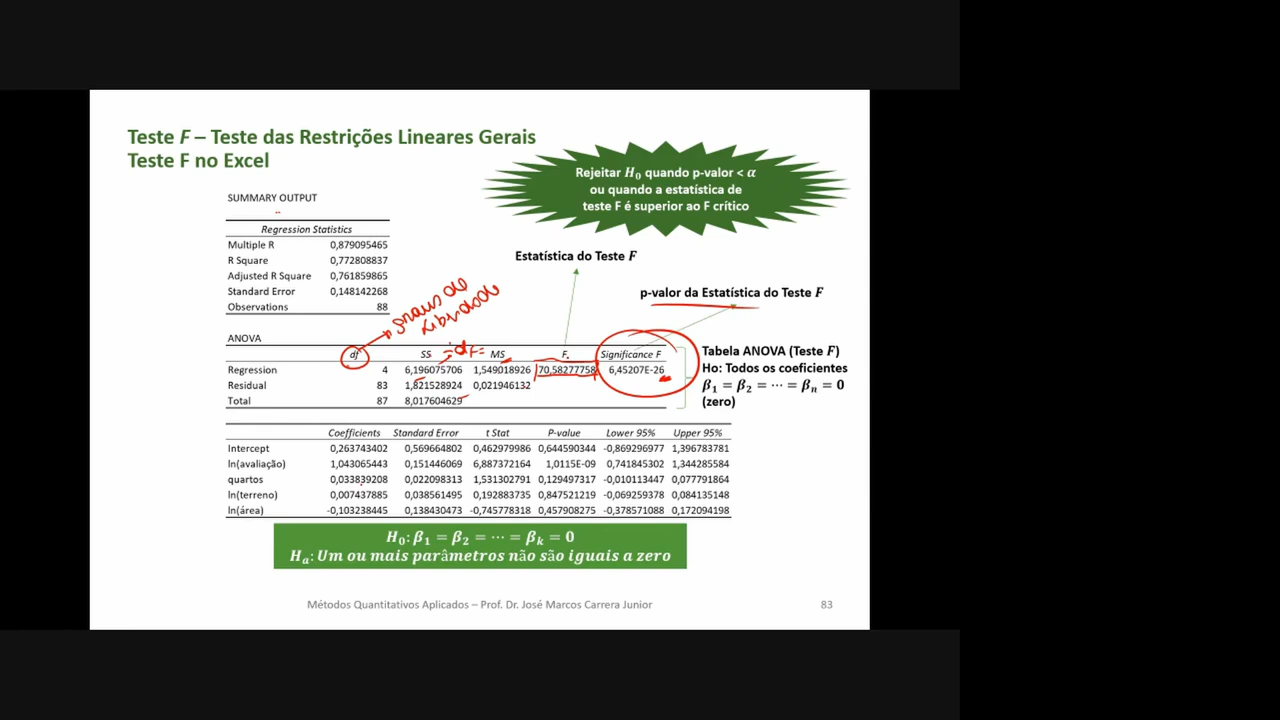 Teste F – Teste das Restrições Lineares Gerais
Teste F no Excel
Rejeitar H₀ quando p-valor < α
ou quando a estatística de
teste F é superior ao F crítico
SUMMARY OUTPUT
Regression Statistics
Multiple R 0,879095465
R Square 0,772808837
Adjusted R Square 0,761859865
Standard Error 0,148142268
Observations 88
Estatística do Teste F
p-valor da Estatística do Teste F
graus de
liberdade
ANOVA
df SS MS F Significance F
Regression 4 6,196075706 1,549018926 70,58277758 6,45207E-26
Residual 83 1,821528924 0,021946132
Total 87 8,017604629
Tabela ANOVA (Teste F)
Ho: Todos os coeficientes
β₁ = β₂ = ⋯ = βₙ = 0
(zero)
Coefficients Standard Error t Stat P-value Lower 95% Upper 95%
Intercept 0,263743402 0,569664802 0,462979986 0,644590344 -0,869296977 1,396783781
ln(avaliação) 1,043065443 0,151446069 6,887372164 1,0115E-09 0,741845302 1,344285584
quartos 0,033839208 0,022098313 1,531302791 0,129497317 -0,010113447 0,077791864
ln(terreno) 0,007437885 0,038561495 0,192883735 0,847521219 -0,069259378 0,084135148
ln(área) -0,103238445 0,138430473 -0,745778318 0,457908275 -0,378571088 0,172094198
H₀: β₁ = β₂ = ⋯ = βₖ = 0
Hₐ: Um ou mais parâmetros não são iguais a zero
Métodos Quantitativos Aplicados – Prof. Dr. José Marcos Carrera Junior 83